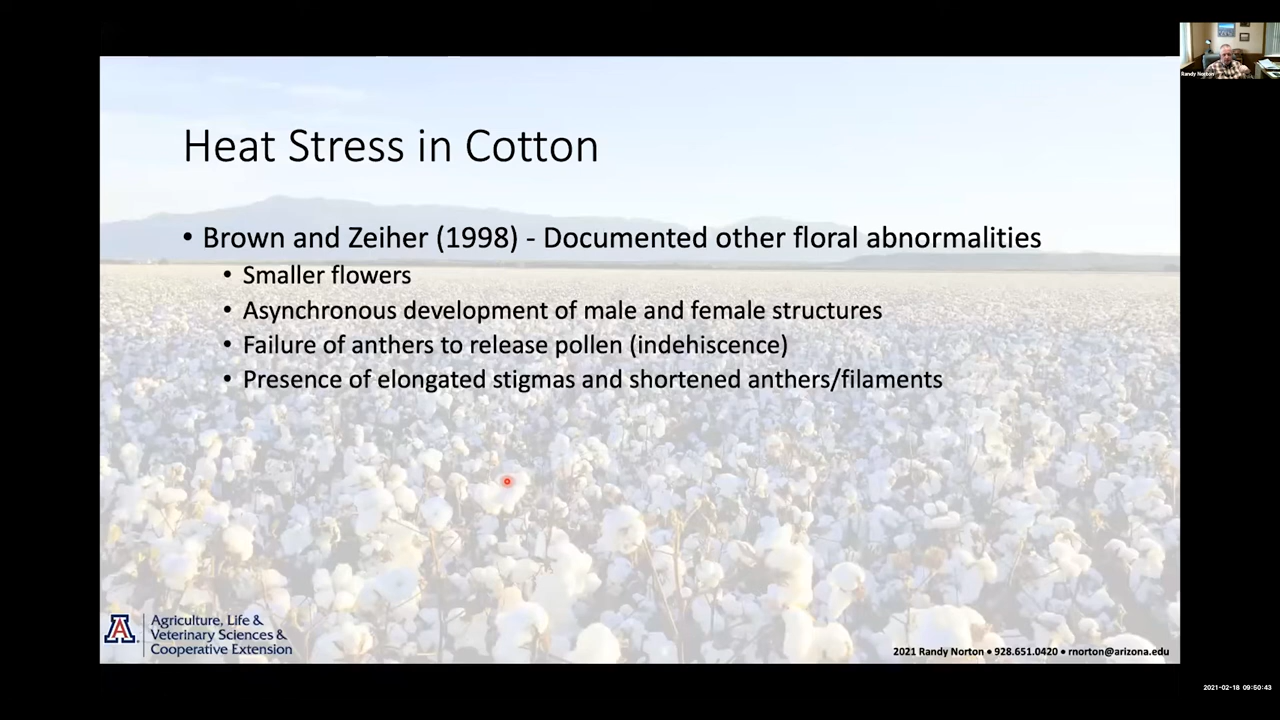 Randy Norton
Heat Stress in Cotton
• Brown and Zeiher (1998) - Documented other floral abnormalities
• Smaller flowers
• Asynchronous development of male and female structures
• Failure of anthers to release pollen (indehiscence)
• Presence of elongated stigmas and shortened anthers/filaments
A
Agriculture, Life &
Veterinary Sciences &
Cooperative Extension
2021 Randy Norton • 928.651.0420 • rnorton@arizona.edu
2021-02-18 09:50:43